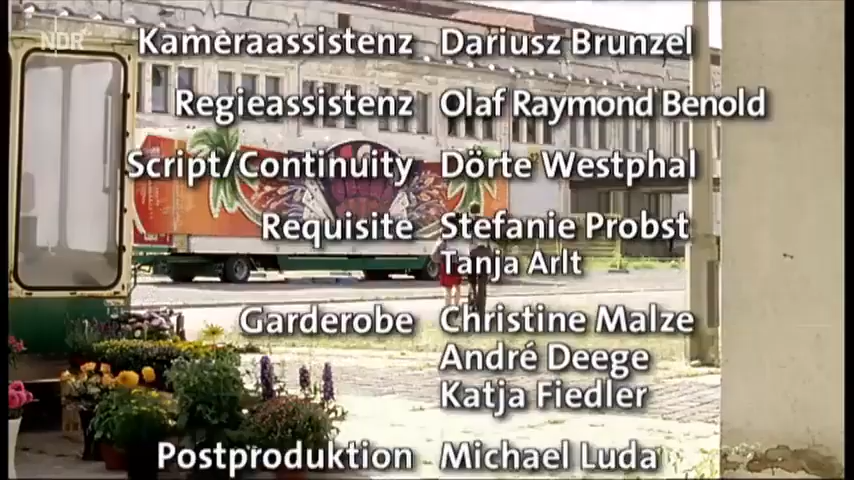 NDR
Kameraassistenz Dariusz Brunzel
Regieassistenz Olaf Raymond Benold
Script/Continuity Dörte Westphal
Requisite Stefanie Probst
Tanja Arlt
Garderobe Christine Malze
André Deege
Katja Fiedler
Postproduktion Michael Luda